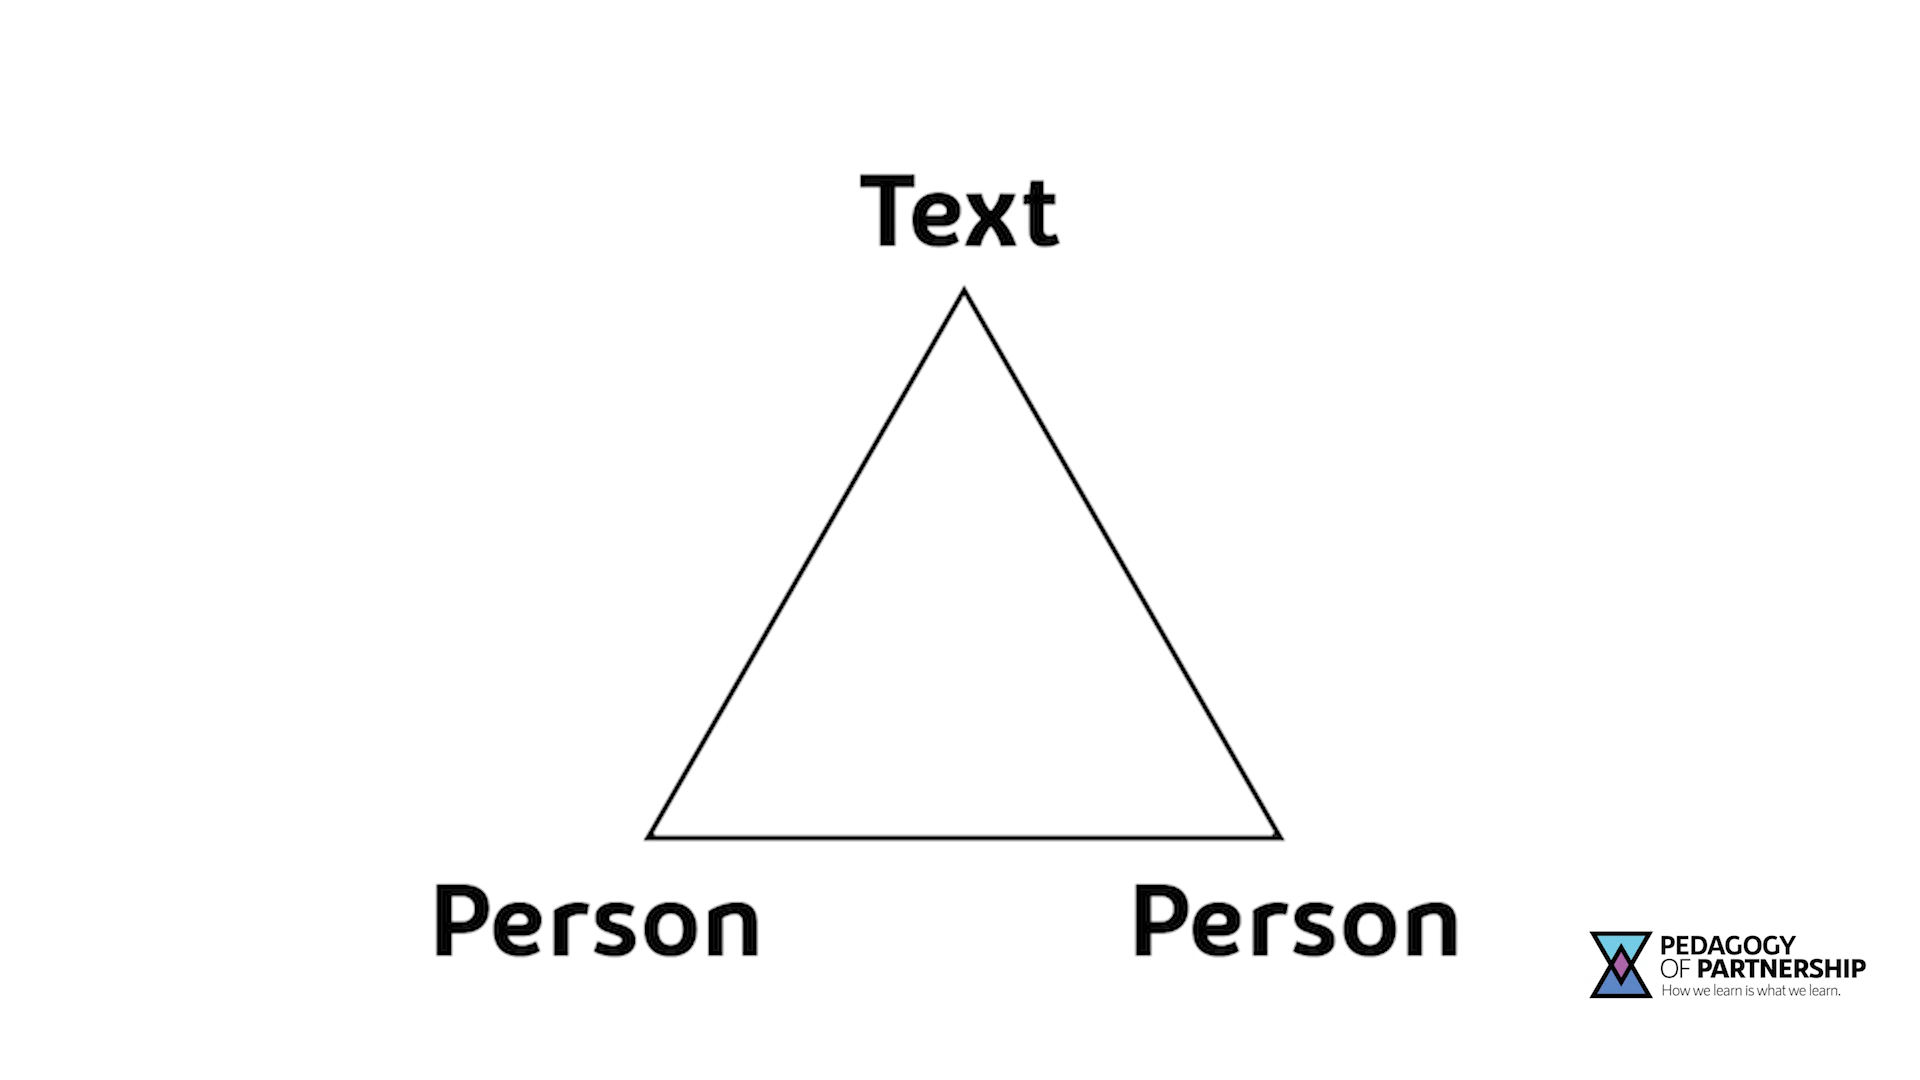 Text
Person Person
PEDAGOGY
OF PARTNERSHIP
How we learn is what we learn.